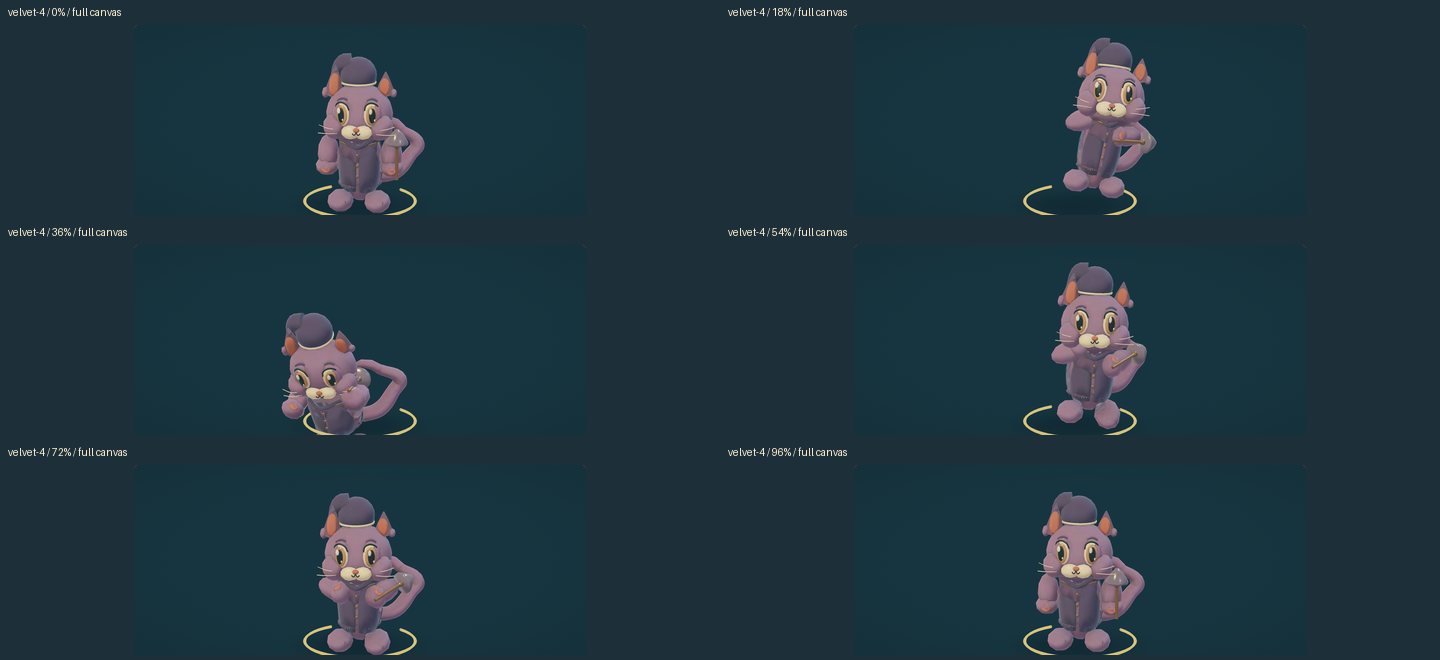 velvet-4 / 0% / full canvas
velvet-4 / 18% / full canvas
velvet-4 / 36% / full canvas
velvet-4 / 54% / full canvas
velvet-4 / 72% / full canvas
velvet-4 / 96% / full canvas